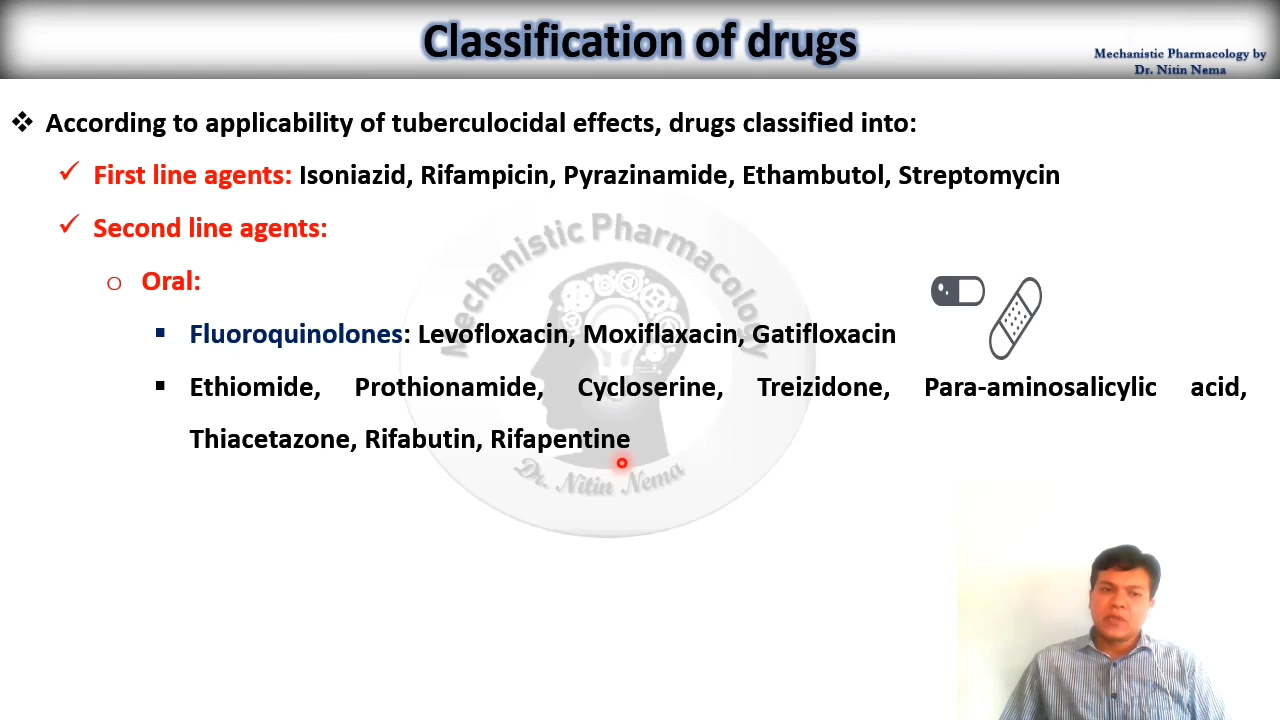 Classification of drugs
Mechanistic Pharmacology by
Dr. Nitin Nema
❖ According to applicability of tuberculocidal effects, drugs classified into:
✓ First line agents: Isoniazid, Rifampicin, Pyrazinamide, Ethambutol, Streptomycin
✓ Second line agents:
o Oral:
▪ Fluoroquinolones: Levofloxacin, Moxiflaxacin, Gatifloxacin
▪ Ethiomide, Prothionamide, Cycloserine, Treizidone, Para-aminosalicylic acid,
Thiacetazone, Rifabutin, Rifapentine
Mechanistic Pharmacology
Dr. Nitin Nema